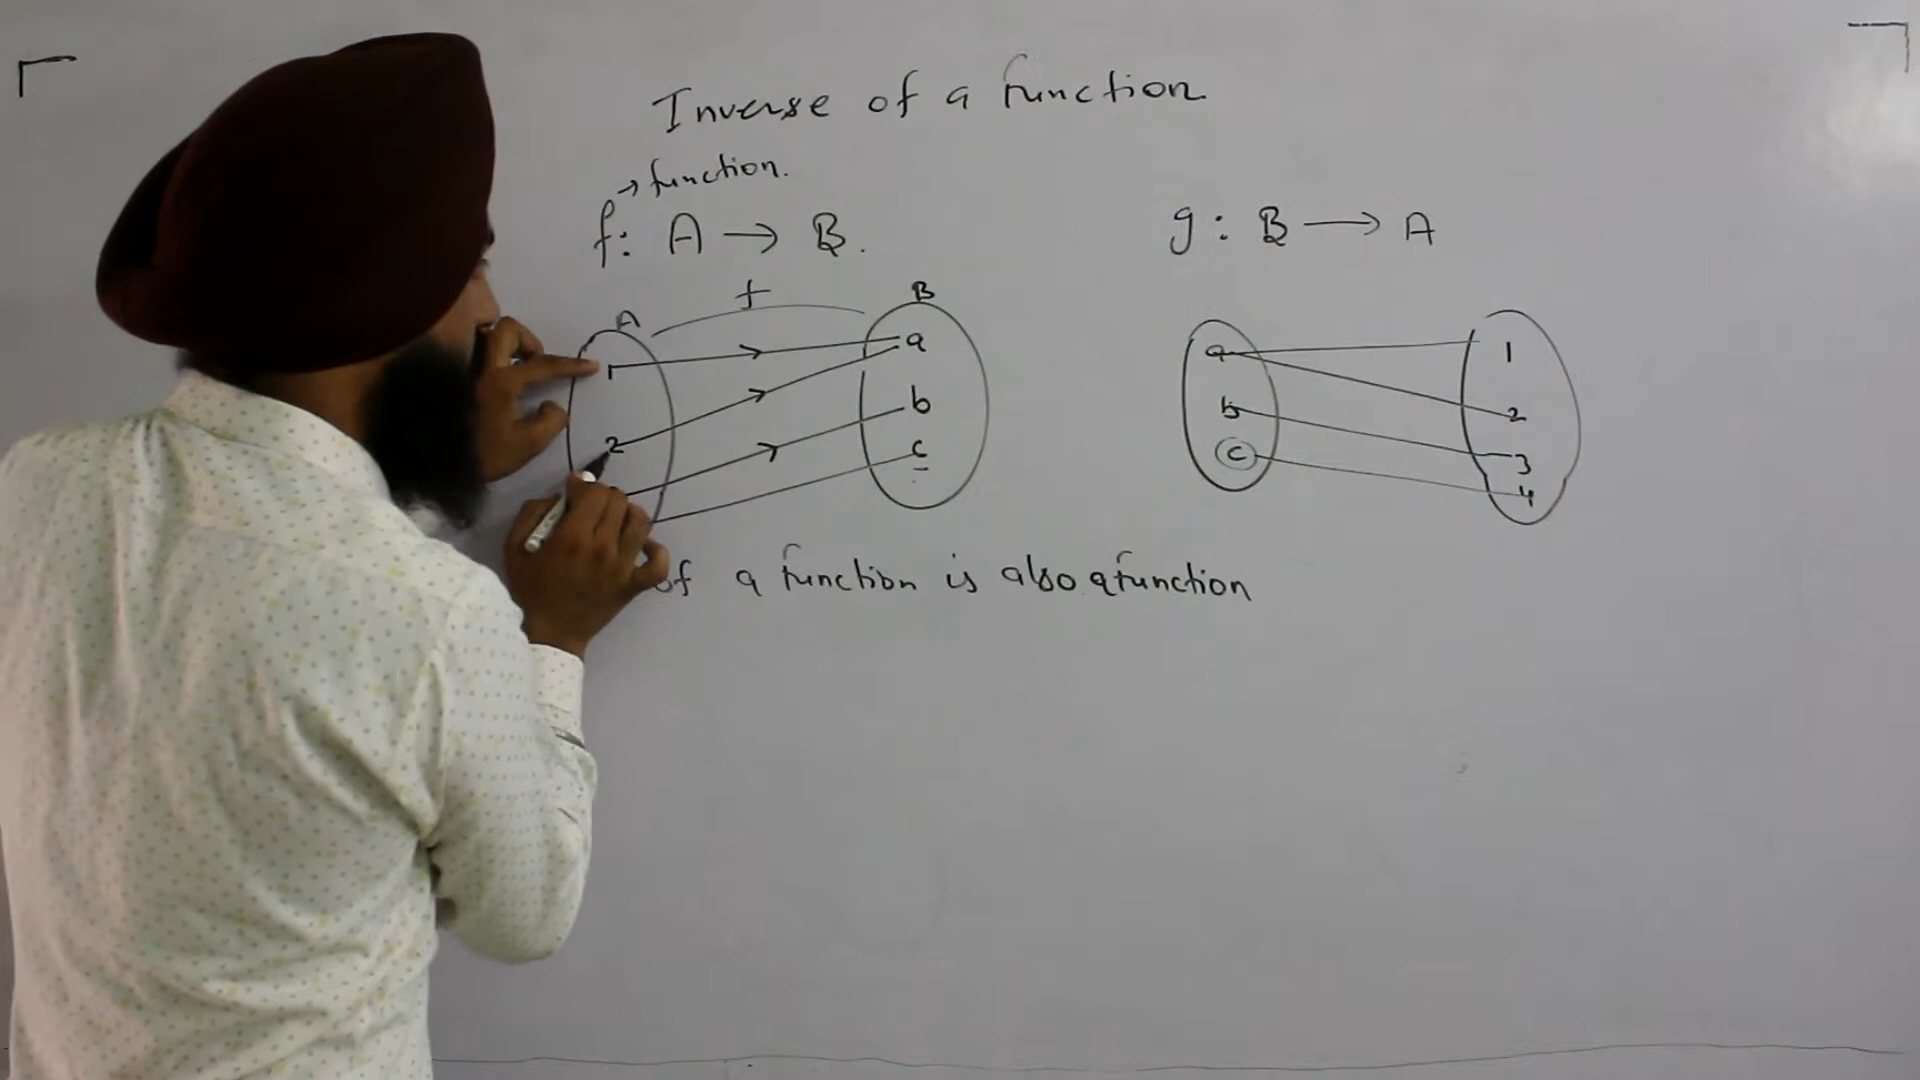 Inverse of a function
→ function.
f: A → B.
g : B → A
f
A
B
1
2
a
b
c
a
b
c
1
2
3
4
of a function is also a function